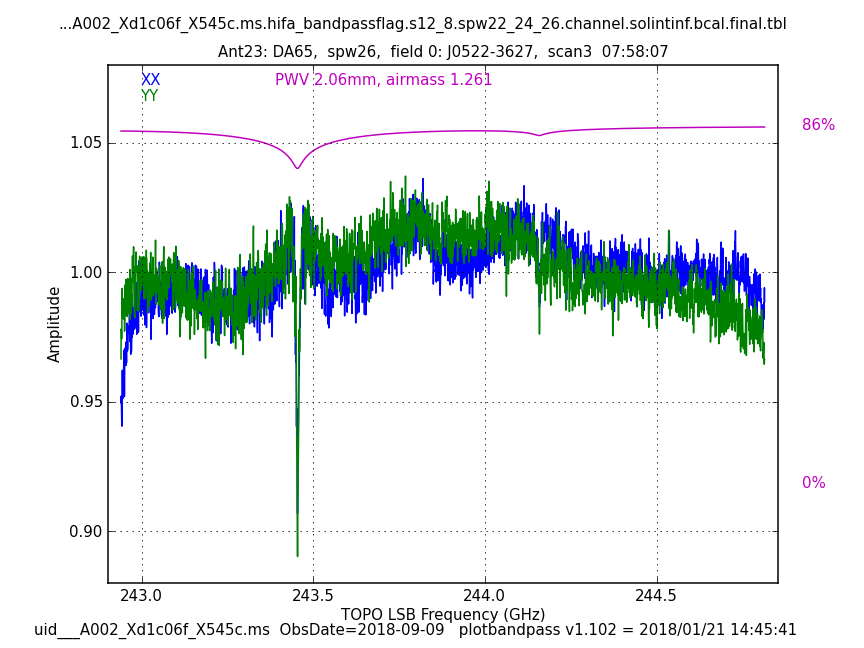 ...A002_Xd1c06f_X545c.ms.hifa_bandpassflag.s12_8.spw22_24_26.channel.solintinf.bcal.final.tbl
Ant23: DA65, spw26, field 0: J0522-3627, scan3 07:58:07
XX
YY
PWV 2.06mm, airmass 1.261
86%
0%
Amplitude
1.05
1.00
0.95
0.90
243.0 243.5 244.0 244.5
TOPO LSB Frequency (GHz)
uid___A002_Xd1c06f_X545c.ms ObsDate=2018-09-09 plotbandpass v1.102 = 2018/01/21 14:45:41